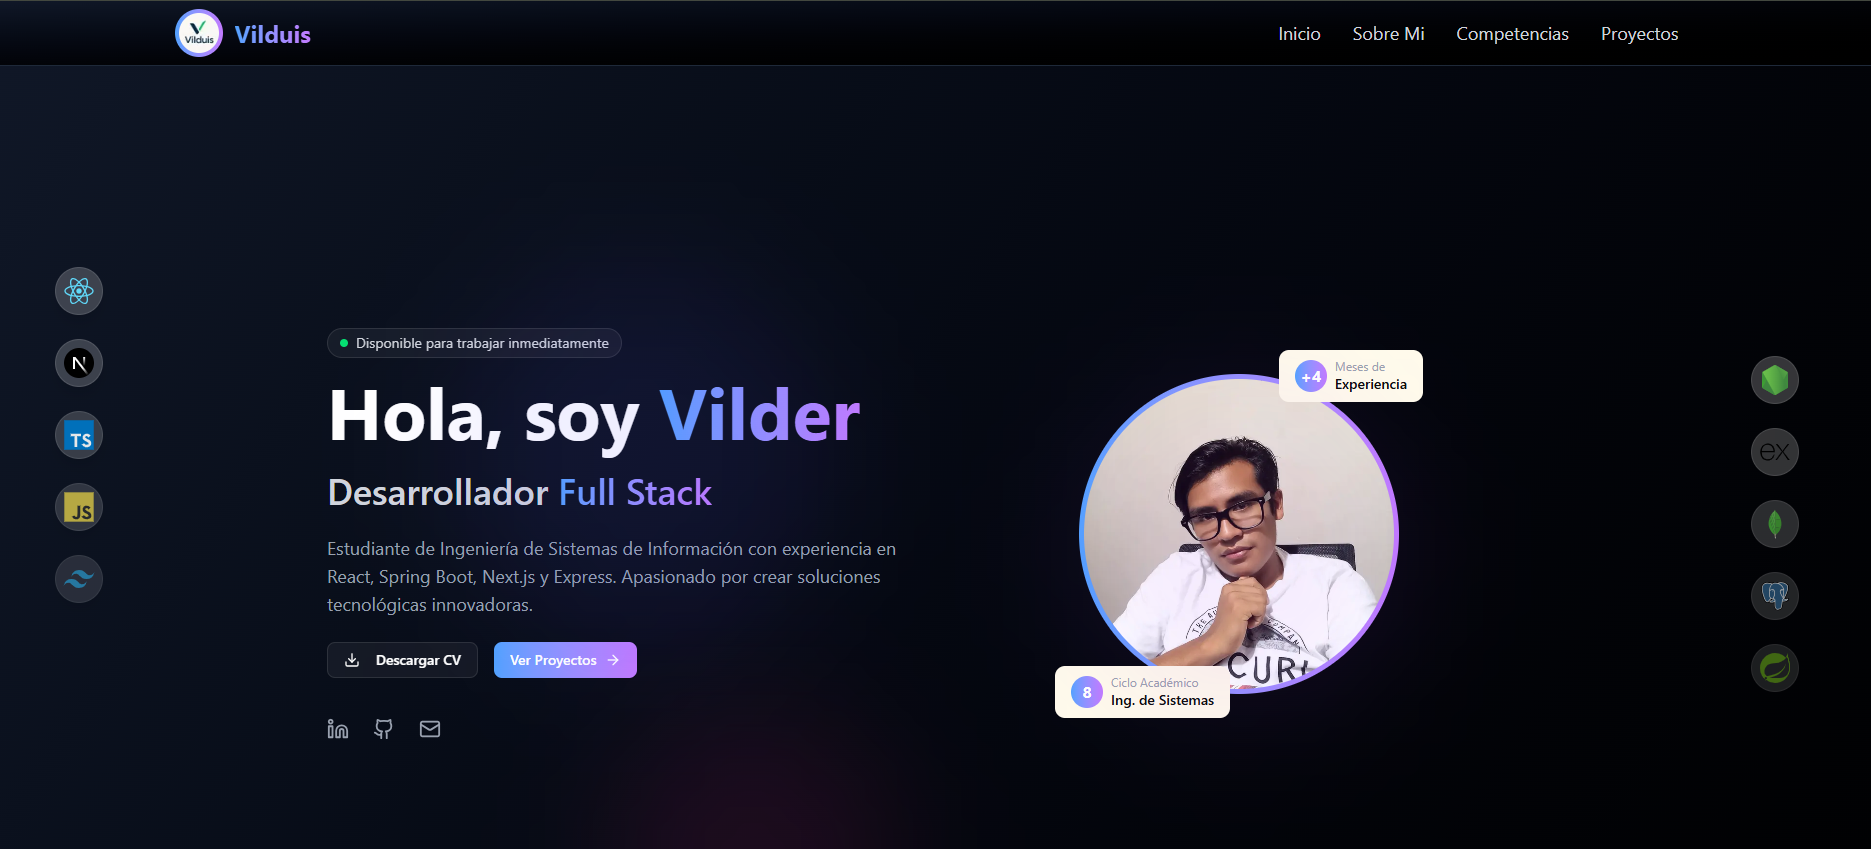 Vilduis
Vilduis
Inicio
Sobre Mi
Competencias
Proyectos
N
TS
JS
Disponible para trabajar inmediatamente
Hola, soy Vilder
Desarrollador Full Stack
Estudiante de Ingeniería de Sistemas de Información con experiencia en
React, Spring Boot, Next.js y Express. Apasionado por crear soluciones
tecnológicas innovadoras.
Descargar CV
Ver Proyectos
in
+4
Meses de
Experiencia
CURI
8
Ciclo Académico
Ing. de Sistemas
ex